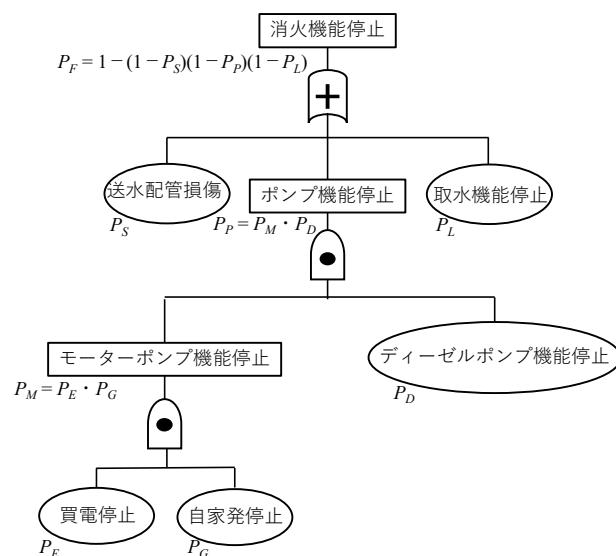 消火機能停止
P_F = 1 − (1 − P_S)(1 − P_P)(1 − P_L)
+
送水配管損傷
P_S
ポンプ機能停止
P_P = P_M・P_D
取水機能停止
P_L
モーターポンプ機能停止
P_M = P_E・P_G
ディーゼルポンプ機能停止
P_D
買電停止
P_E
自家発停止
P_G